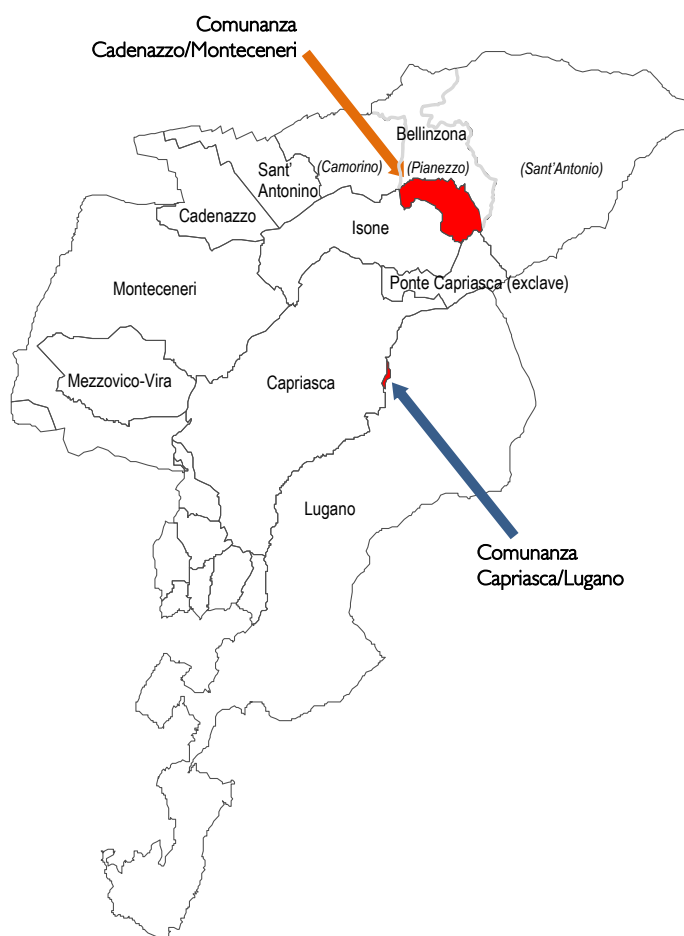 Comunanza
Cadenazzo/Monteceneri
Bellinzona
Sant'
Antonino
(Camorino)
(Pianezzo)
(Sant'Antonio)
Cadenazzo
Isone
Monteceneri
Ponte Capriasca (exclave)
Mezzovico-Vira
Capriasca
Lugano
Comunanza
Capriasca/Lugano